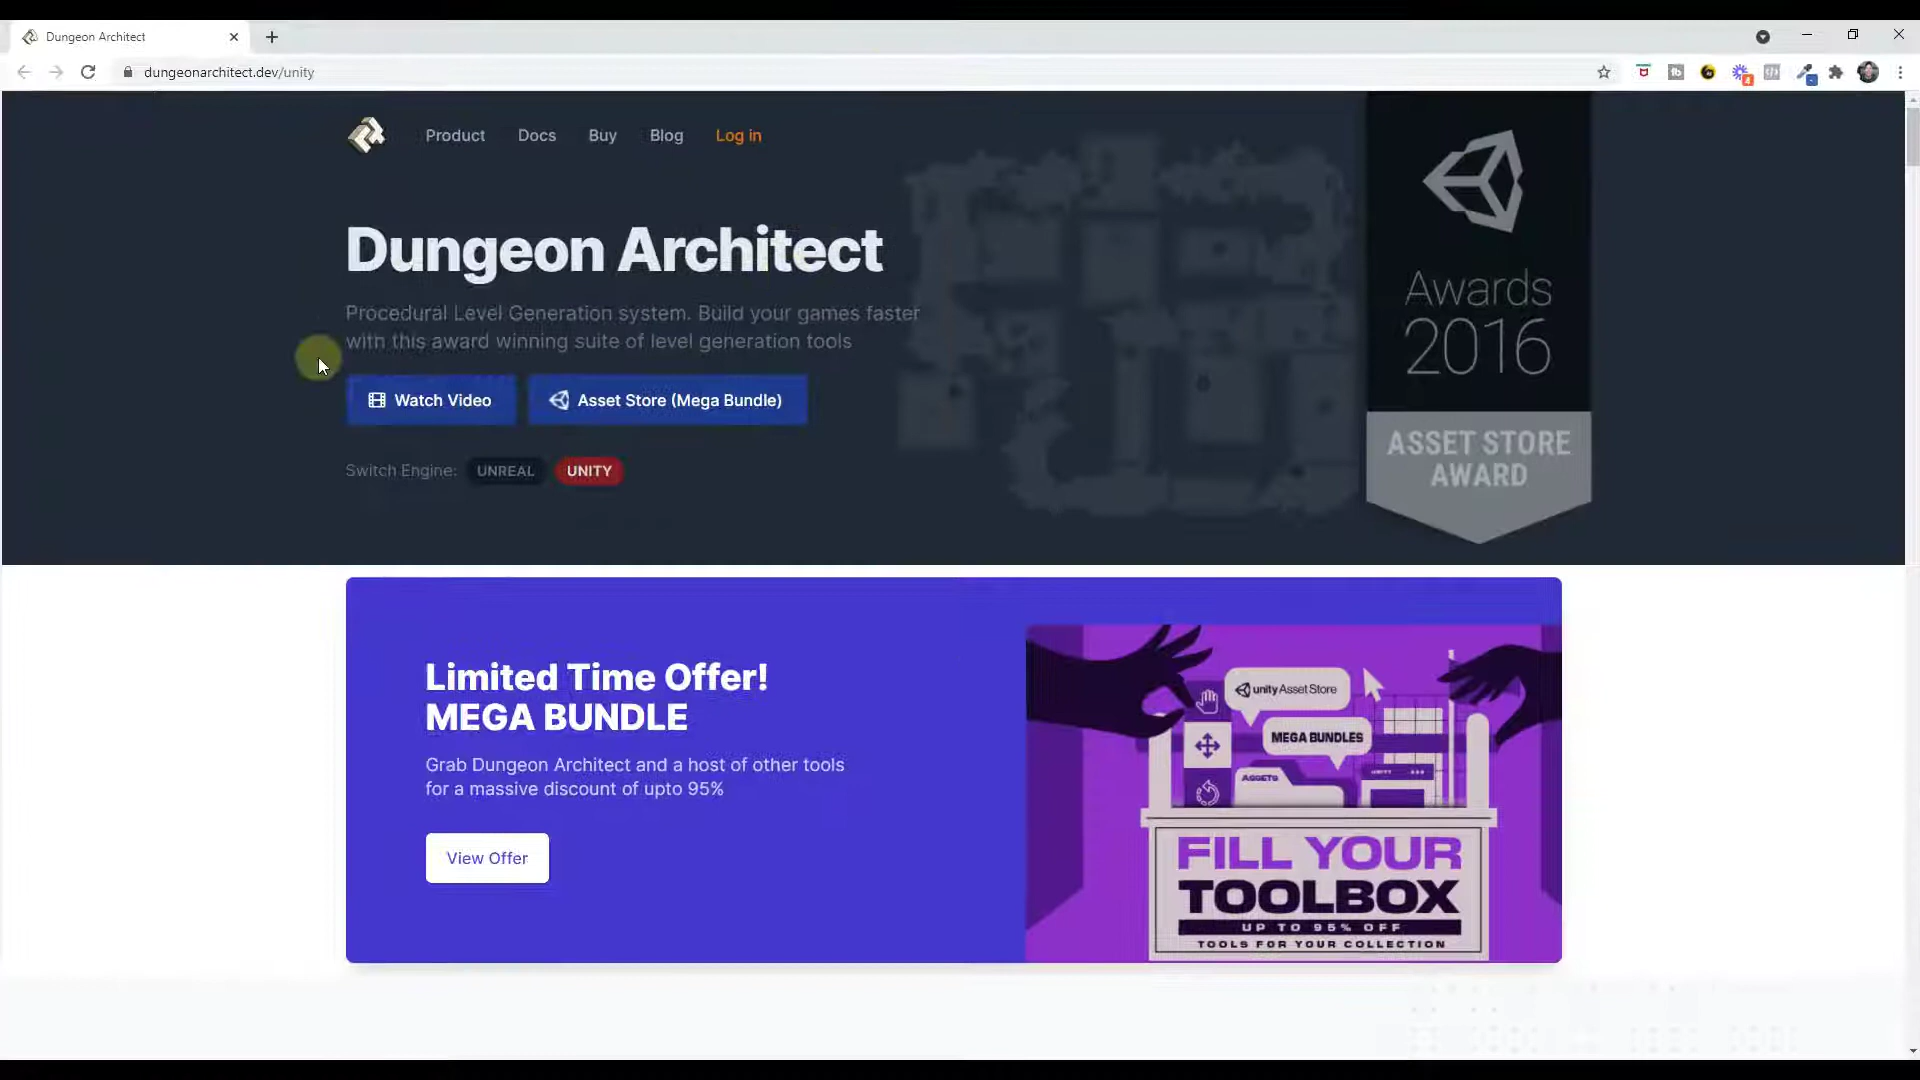 Dungeon Architect
dungeonarchitect.dev/unity
Product Docs Buy Blog Log in
Dungeon Architect
Procedural Level Generation system. Build your games faster
with this award winning suite of level generation tools
Watch Video
Asset Store (Mega Bundle)
Switch Engine: UNREAL UNITY
Awards
2016
ASSET STORE
AWARD
Limited Time Offer!
MEGA BUNDLE
Grab Dungeon Architect and a host of other tools
for a massive discount of upto 95%
View Offer
unity Asset Store
MEGA BUNDLES
ASSETS
UNITY
FILL YOUR
TOOLBOX
UP TO 95% OFF
TOOLS FOR YOUR COLLECTION